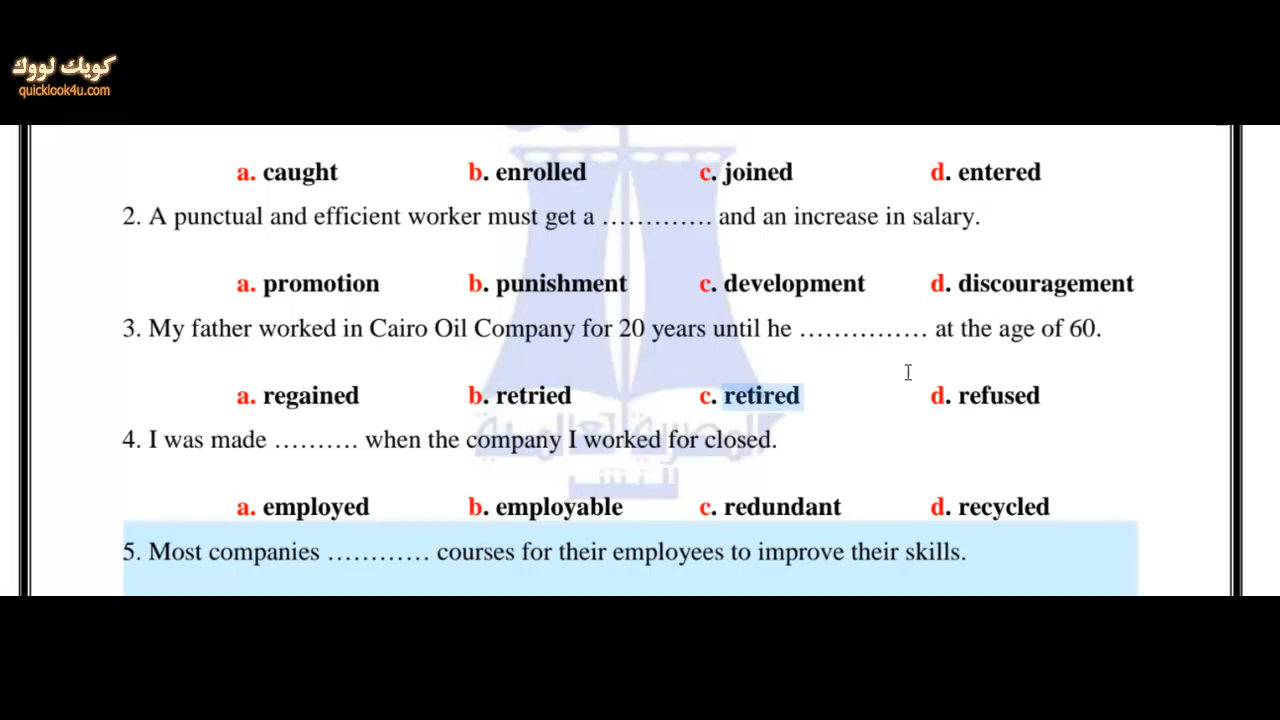 كويك لووك
quicklook4u.com
a. caught b. enrolled c. joined d. entered
2. A punctual and efficient worker must get a ............. and an increase in salary.
a. promotion b. punishment c. development d. discouragement
3. My father worked in Cairo Oil Company for 20 years until he ............... at the age of 60.
a. regained b. retried c. retired d. refused
4. I was made .......... when the company I worked for closed.
المصرية العالمية
للنشر
a. employed b. employable c. redundant d. recycled
5. Most companies ............ courses for their employees to improve their skills.